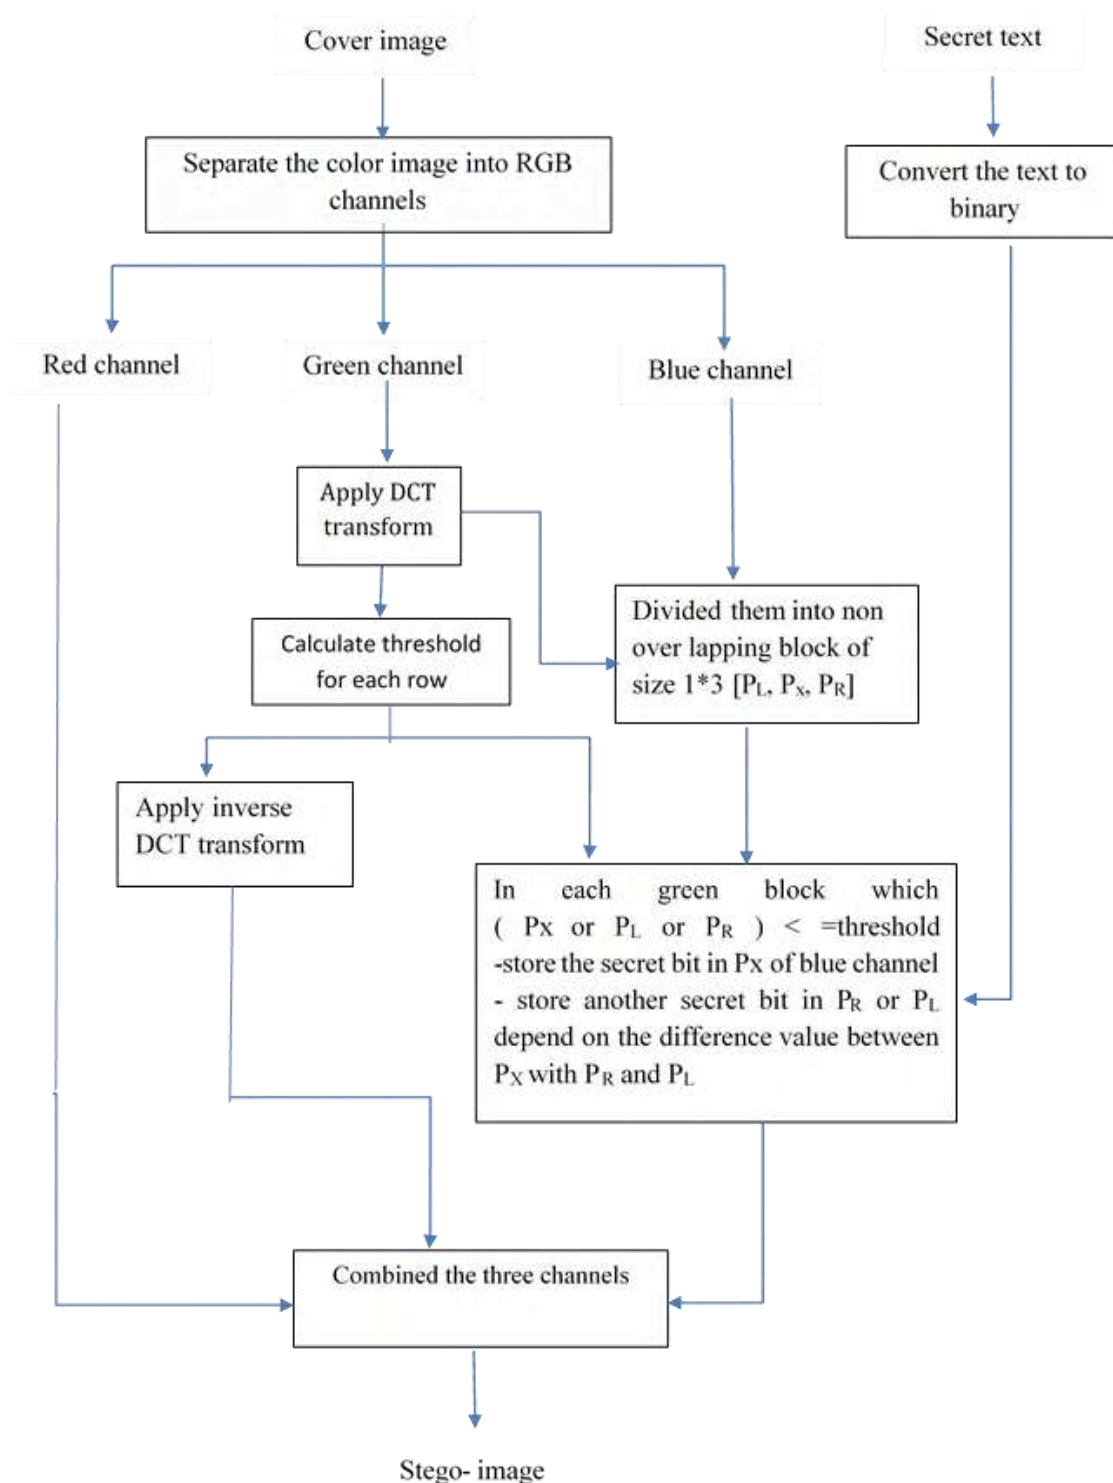 Cover image
Secret text
Separate the color image into RGB
channels
Convert the text to
binary
Red channel
Green channel
Blue channel
Apply DCT
transform
Divided them into non
over lapping block of
size 1*3 [PL, Px, PR]
Calculate threshold
for each row
Apply inverse
DCT transform
In each green block which
( Px or PL or PR ) < =threshold
-store the secret bit in Px of blue channel
- store another secret bit in PR or PL
depend on the difference value between
PX with PR and PL
Combined the three channels
Stego- image